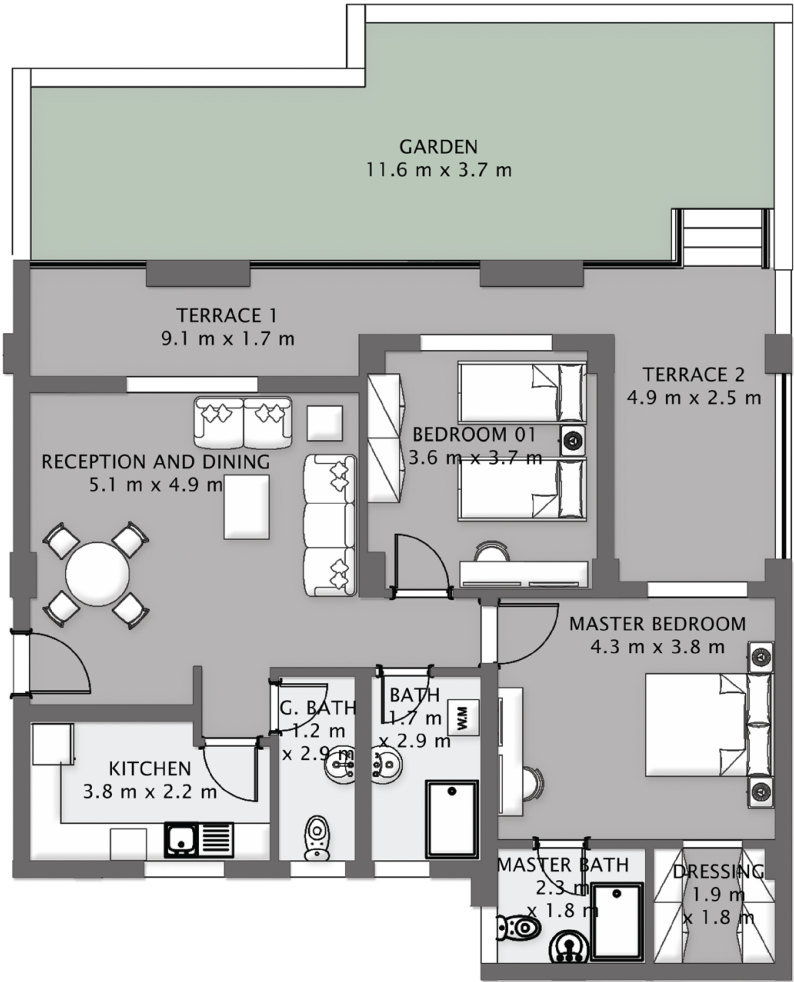 GARDEN
11.6 m x 3.7 m
TERRACE 1
9.1 m x 1.7 m
TERRACE 2
4.9 m x 2.5 m
BEDROOM 01
3.6 m x 3.7 m
RECEPTION AND DINING
5.1 m x 4.9 m
MASTER BEDROOM
4.3 m x 3.8 m
G. BATH
1.2 m
x 2.9 m
BATH
1.7 m
x 2.9 m
W.M
KITCHEN
3.8 m x 2.2 m
MASTER BATH
2.3 m
x 1.8 m
DRESSING
1.9 m
x 1.8 m